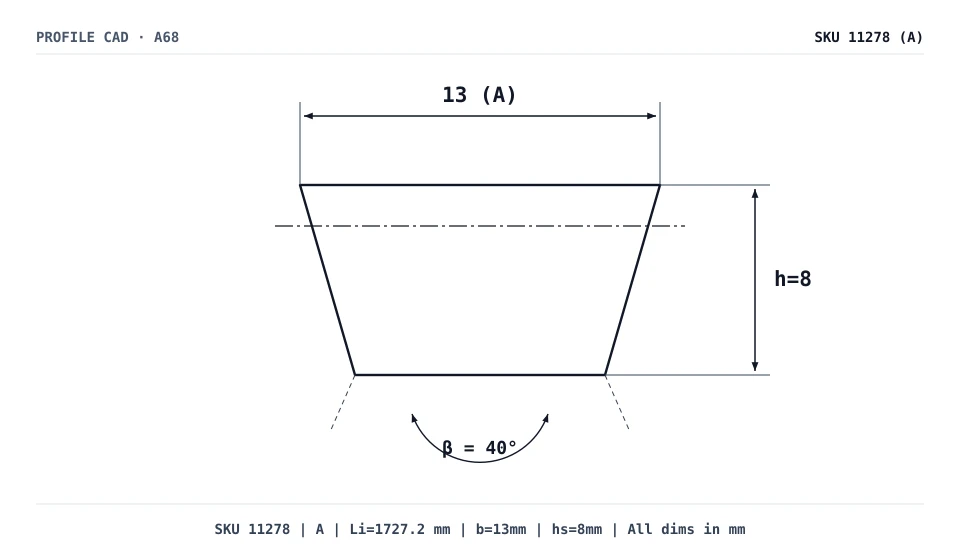 PROFILE CAD · A68
SKU 11278 (A)
13 (A)
h=8
β = 40°
SKU 11278 | A | Li=1727.2 mm | b=13mm | hs=8mm | All dims in mm